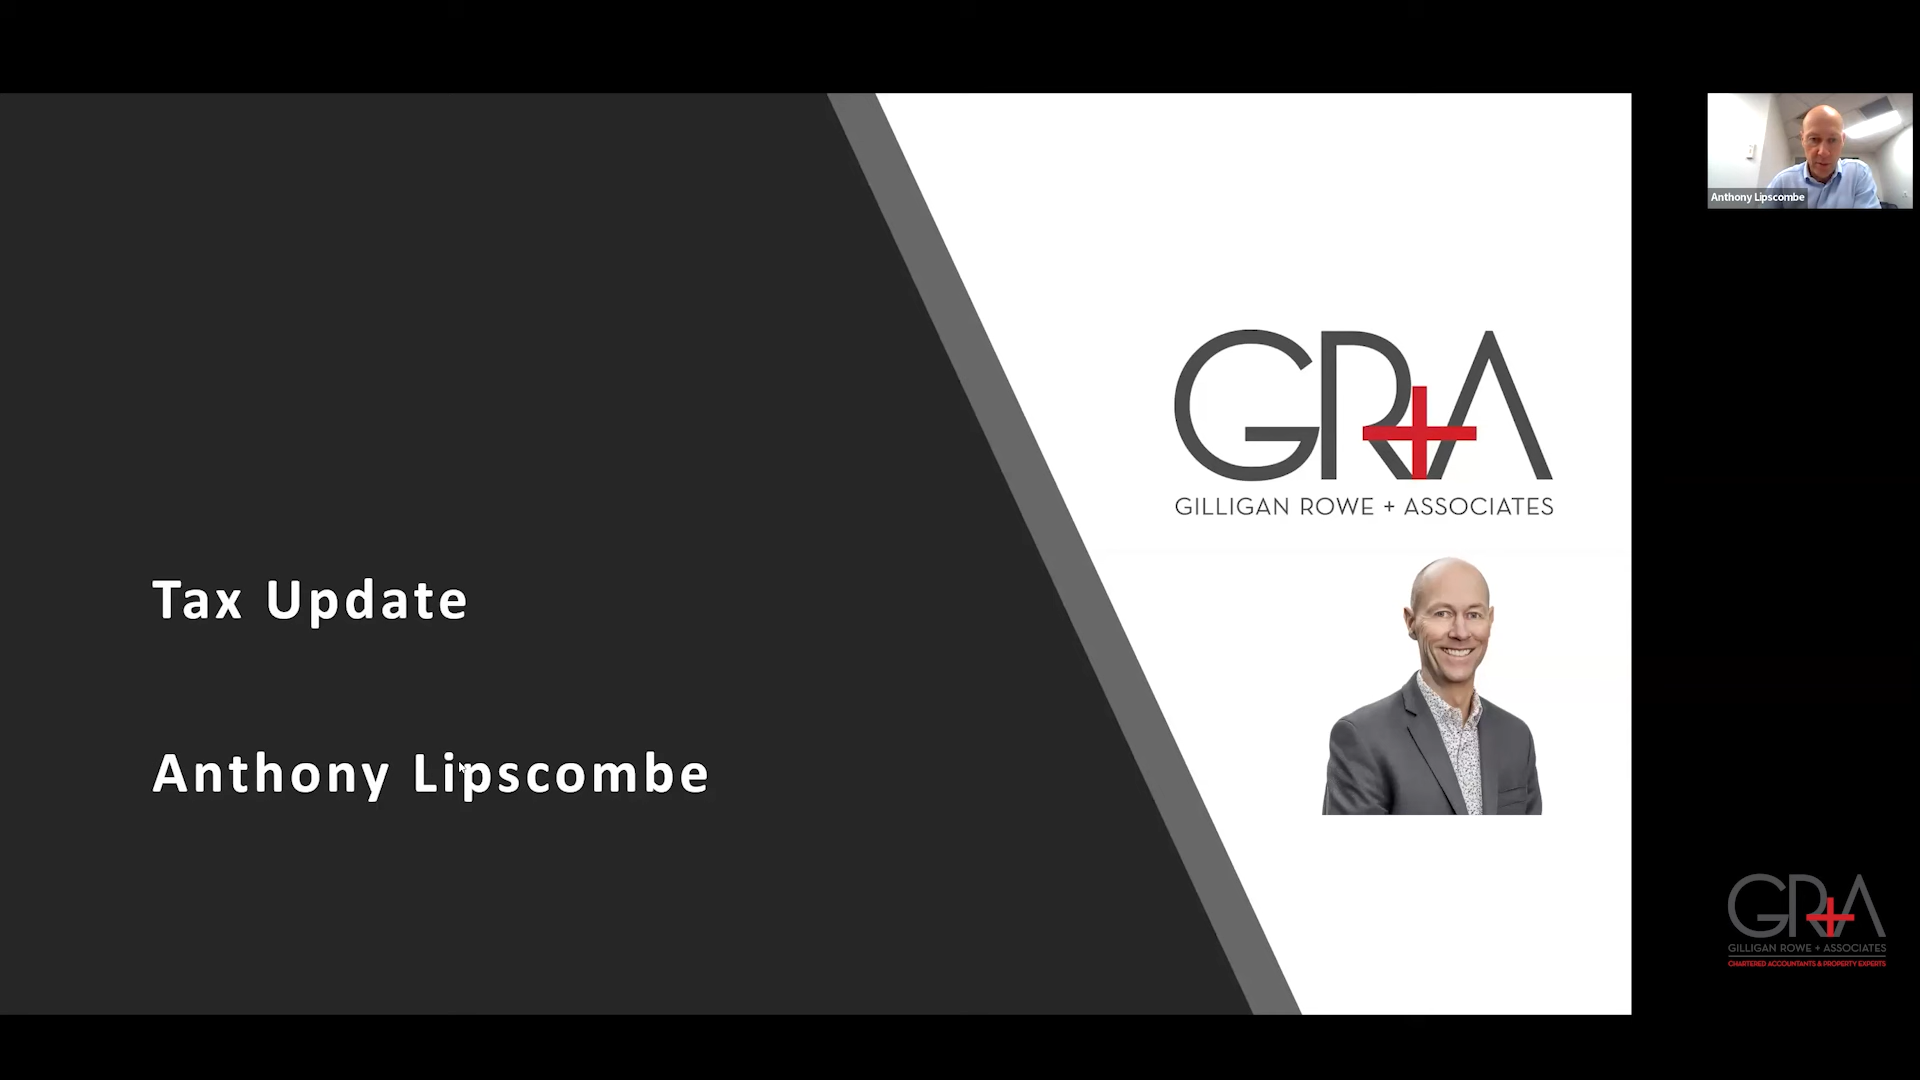 Tax Update
Anthony Lipscombe
GR+A
GILLIGAN ROWE + ASSOCIATES
Anthony Lipscombe
GR+A
GILLIGAN ROWE + ASSOCIATES
CHARTERED ACCOUNTANTS & PROPERTY EXPERTS